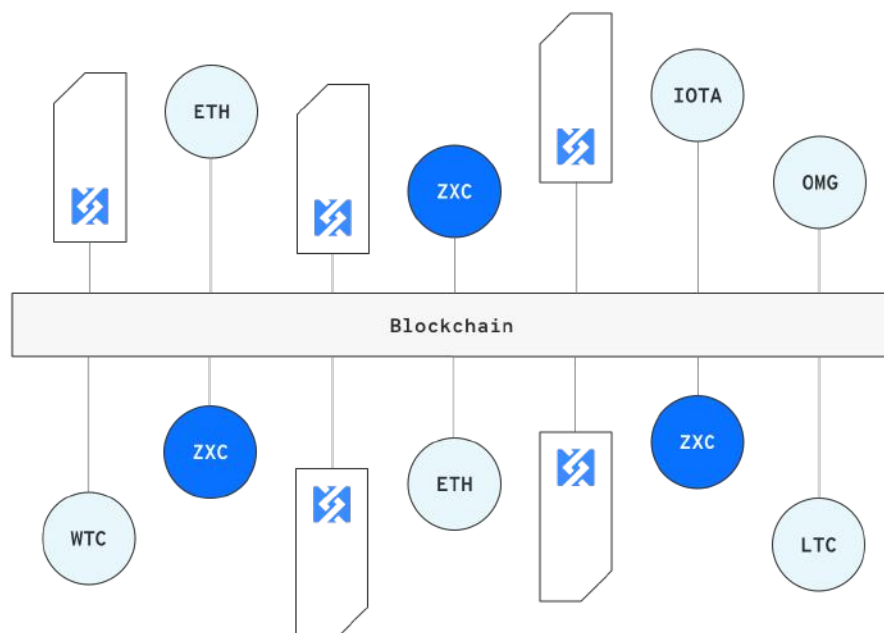 ETH
IOTA
ZXC
OMG
Blockchain
ZXC
ZXC
ETH
WTC
LTC